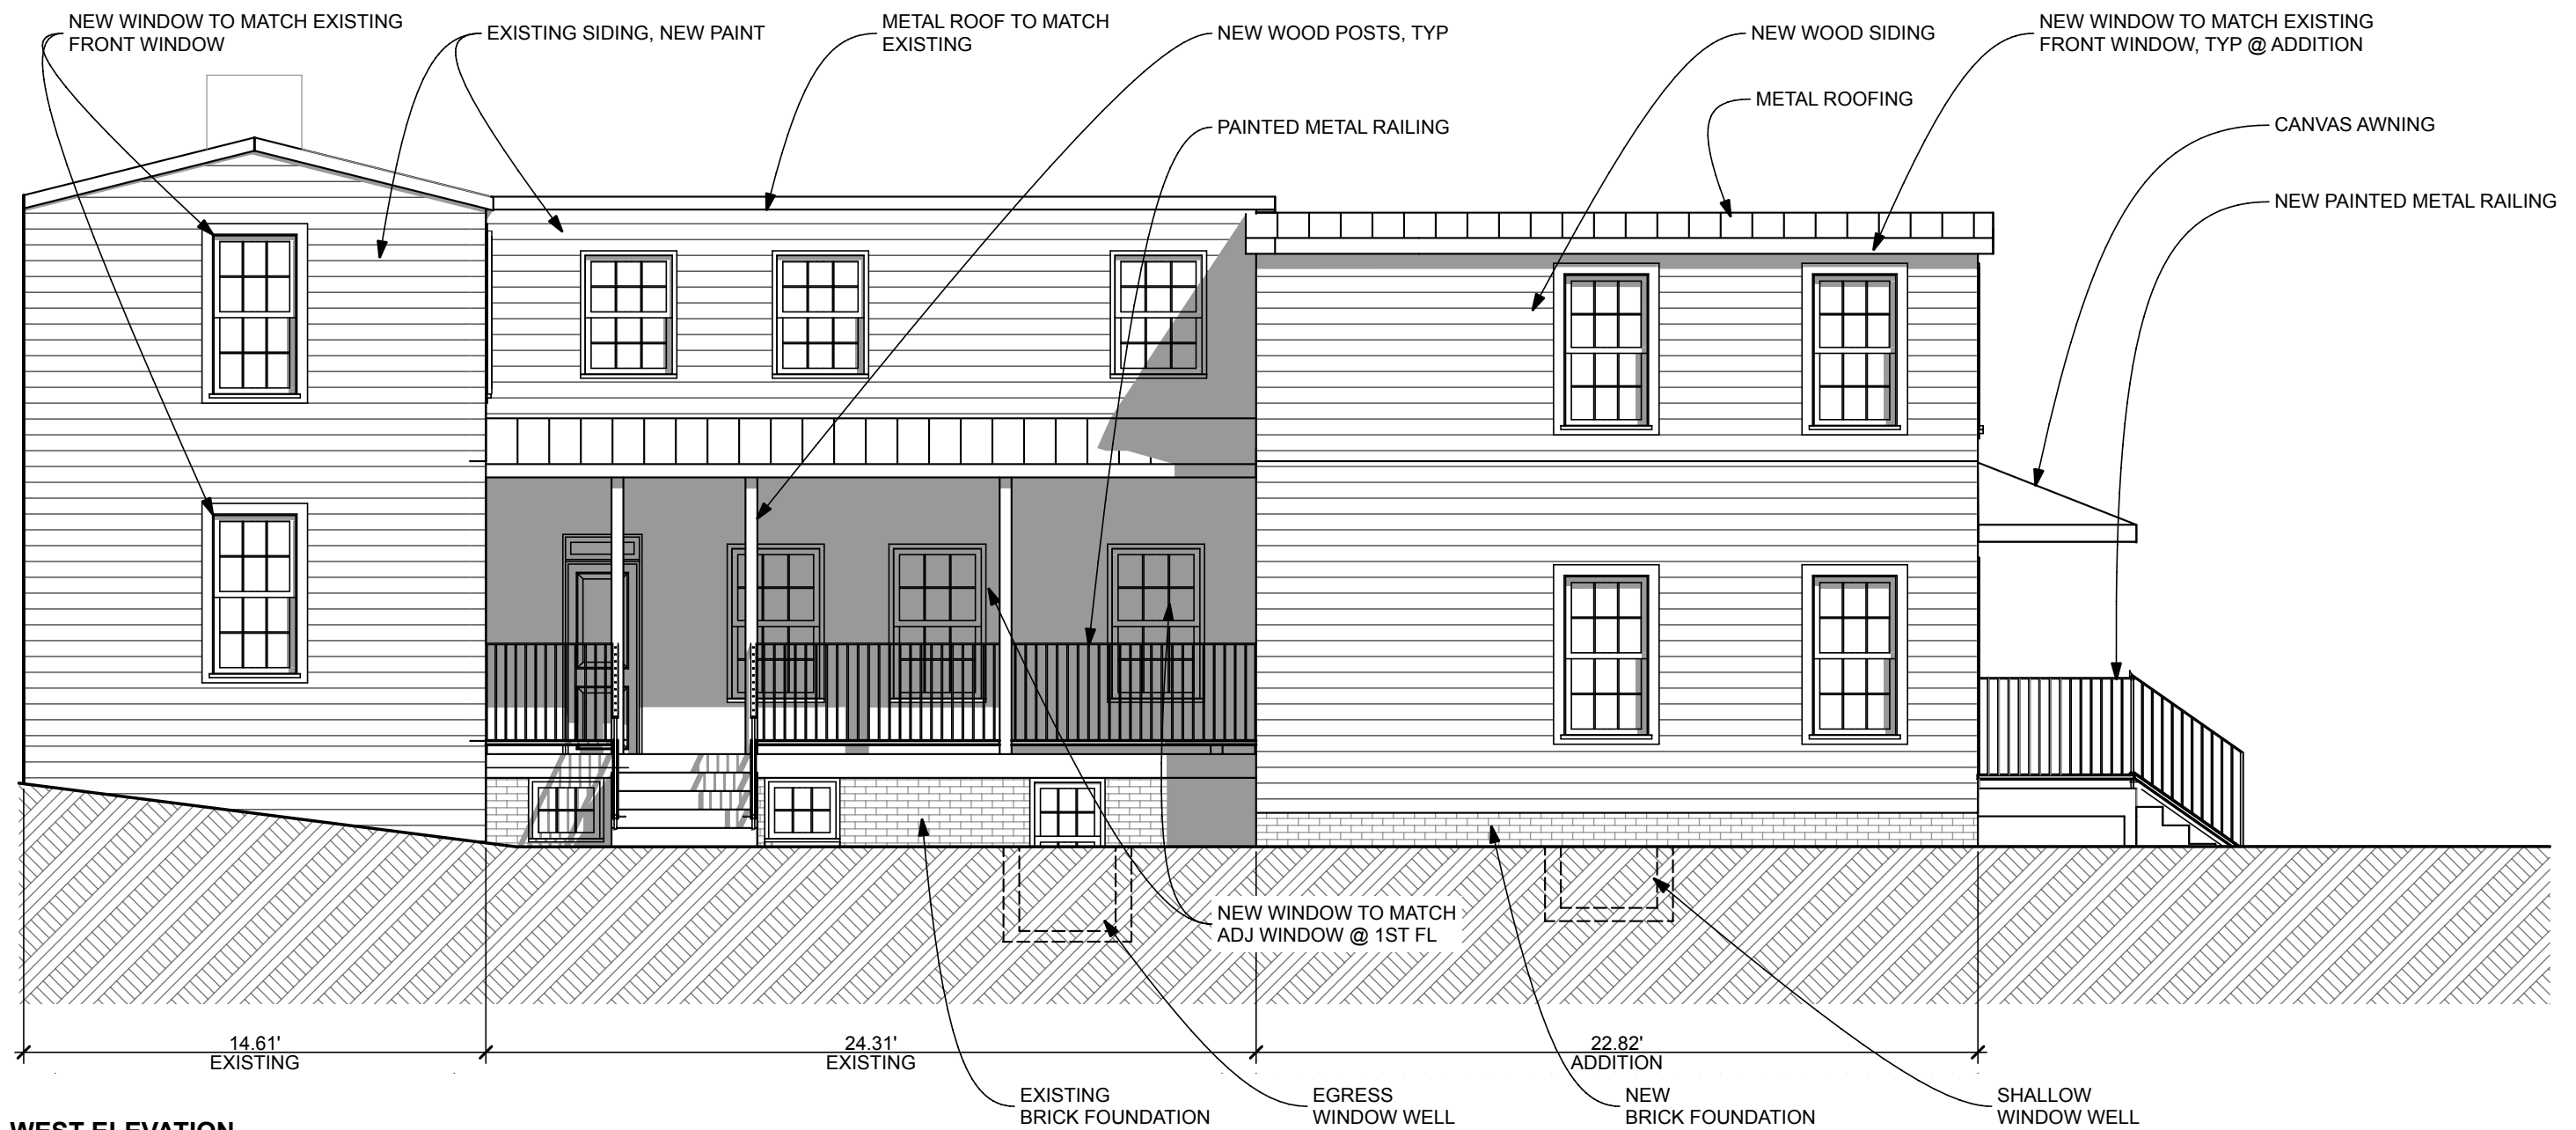 NEW WINDOW TO MATCH EXISTING
FRONT WINDOW
EXISTING SIDING, NEW PAINT
METAL ROOF TO MATCH
EXISTING
NEW WOOD POSTS, TYP
PAINTED METAL RAILING
NEW WOOD SIDING
METAL ROOFING
NEW WINDOW TO MATCH EXISTING
FRONT WINDOW, TYP @ ADDITION
CANVAS AWNING
NEW PAINTED METAL RAILING
NEW WINDOW TO MATCH
ADJ WINDOW @ 1ST FL
14.61'
EXISTING
24.31'
EXISTING
22.82'
ADDITION
EXISTING
BRICK FOUNDATION
EGRESS
WINDOW WELL
NEW
BRICK FOUNDATION
SHALLOW
WINDOW WELL
WEST ELEVATION